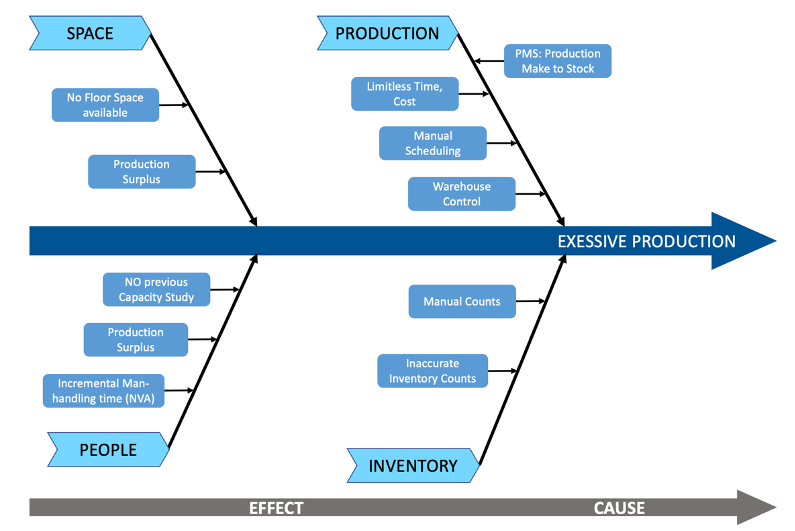 SPACE
PRODUCTION
PMS: Production
Make to Stock
No Floor Space
available
Limitless Time,
Cost
Manual
Scheduling
Production
Surplus
Warehouse
Control
EXESSIVE PRODUCTION
NO previous
Capacity Study
Manual Counts
Production
Surplus
Inaccurate
Inventory Counts
Incremental Man-
handling time (NVA)
PEOPLE
INVENTORY
EFFECT
CAUSE